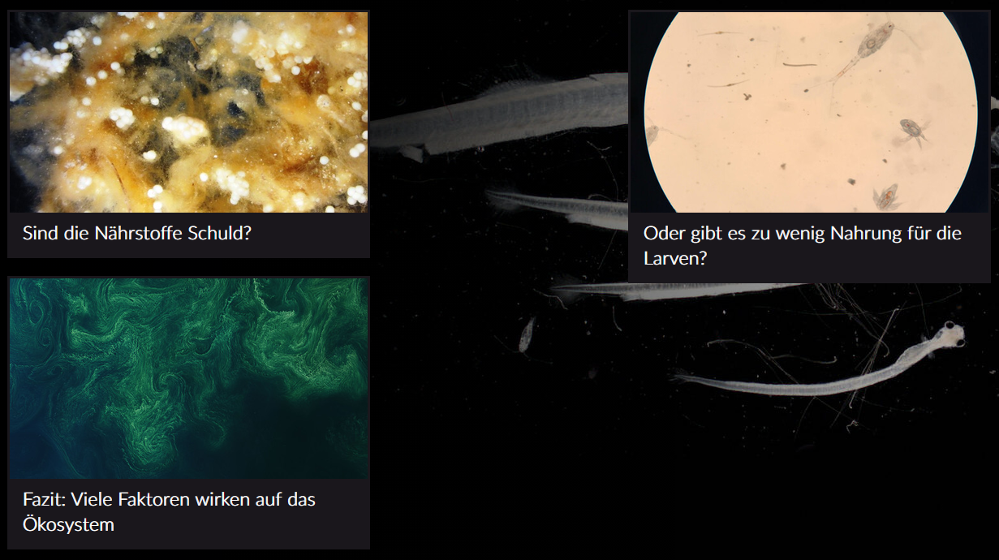 Sind die Nährstoffe Schuld?
Oder gibt es zu wenig Nahrung für die
Larven?
Fazit: Viele Faktoren wirken auf das
Ökosystem